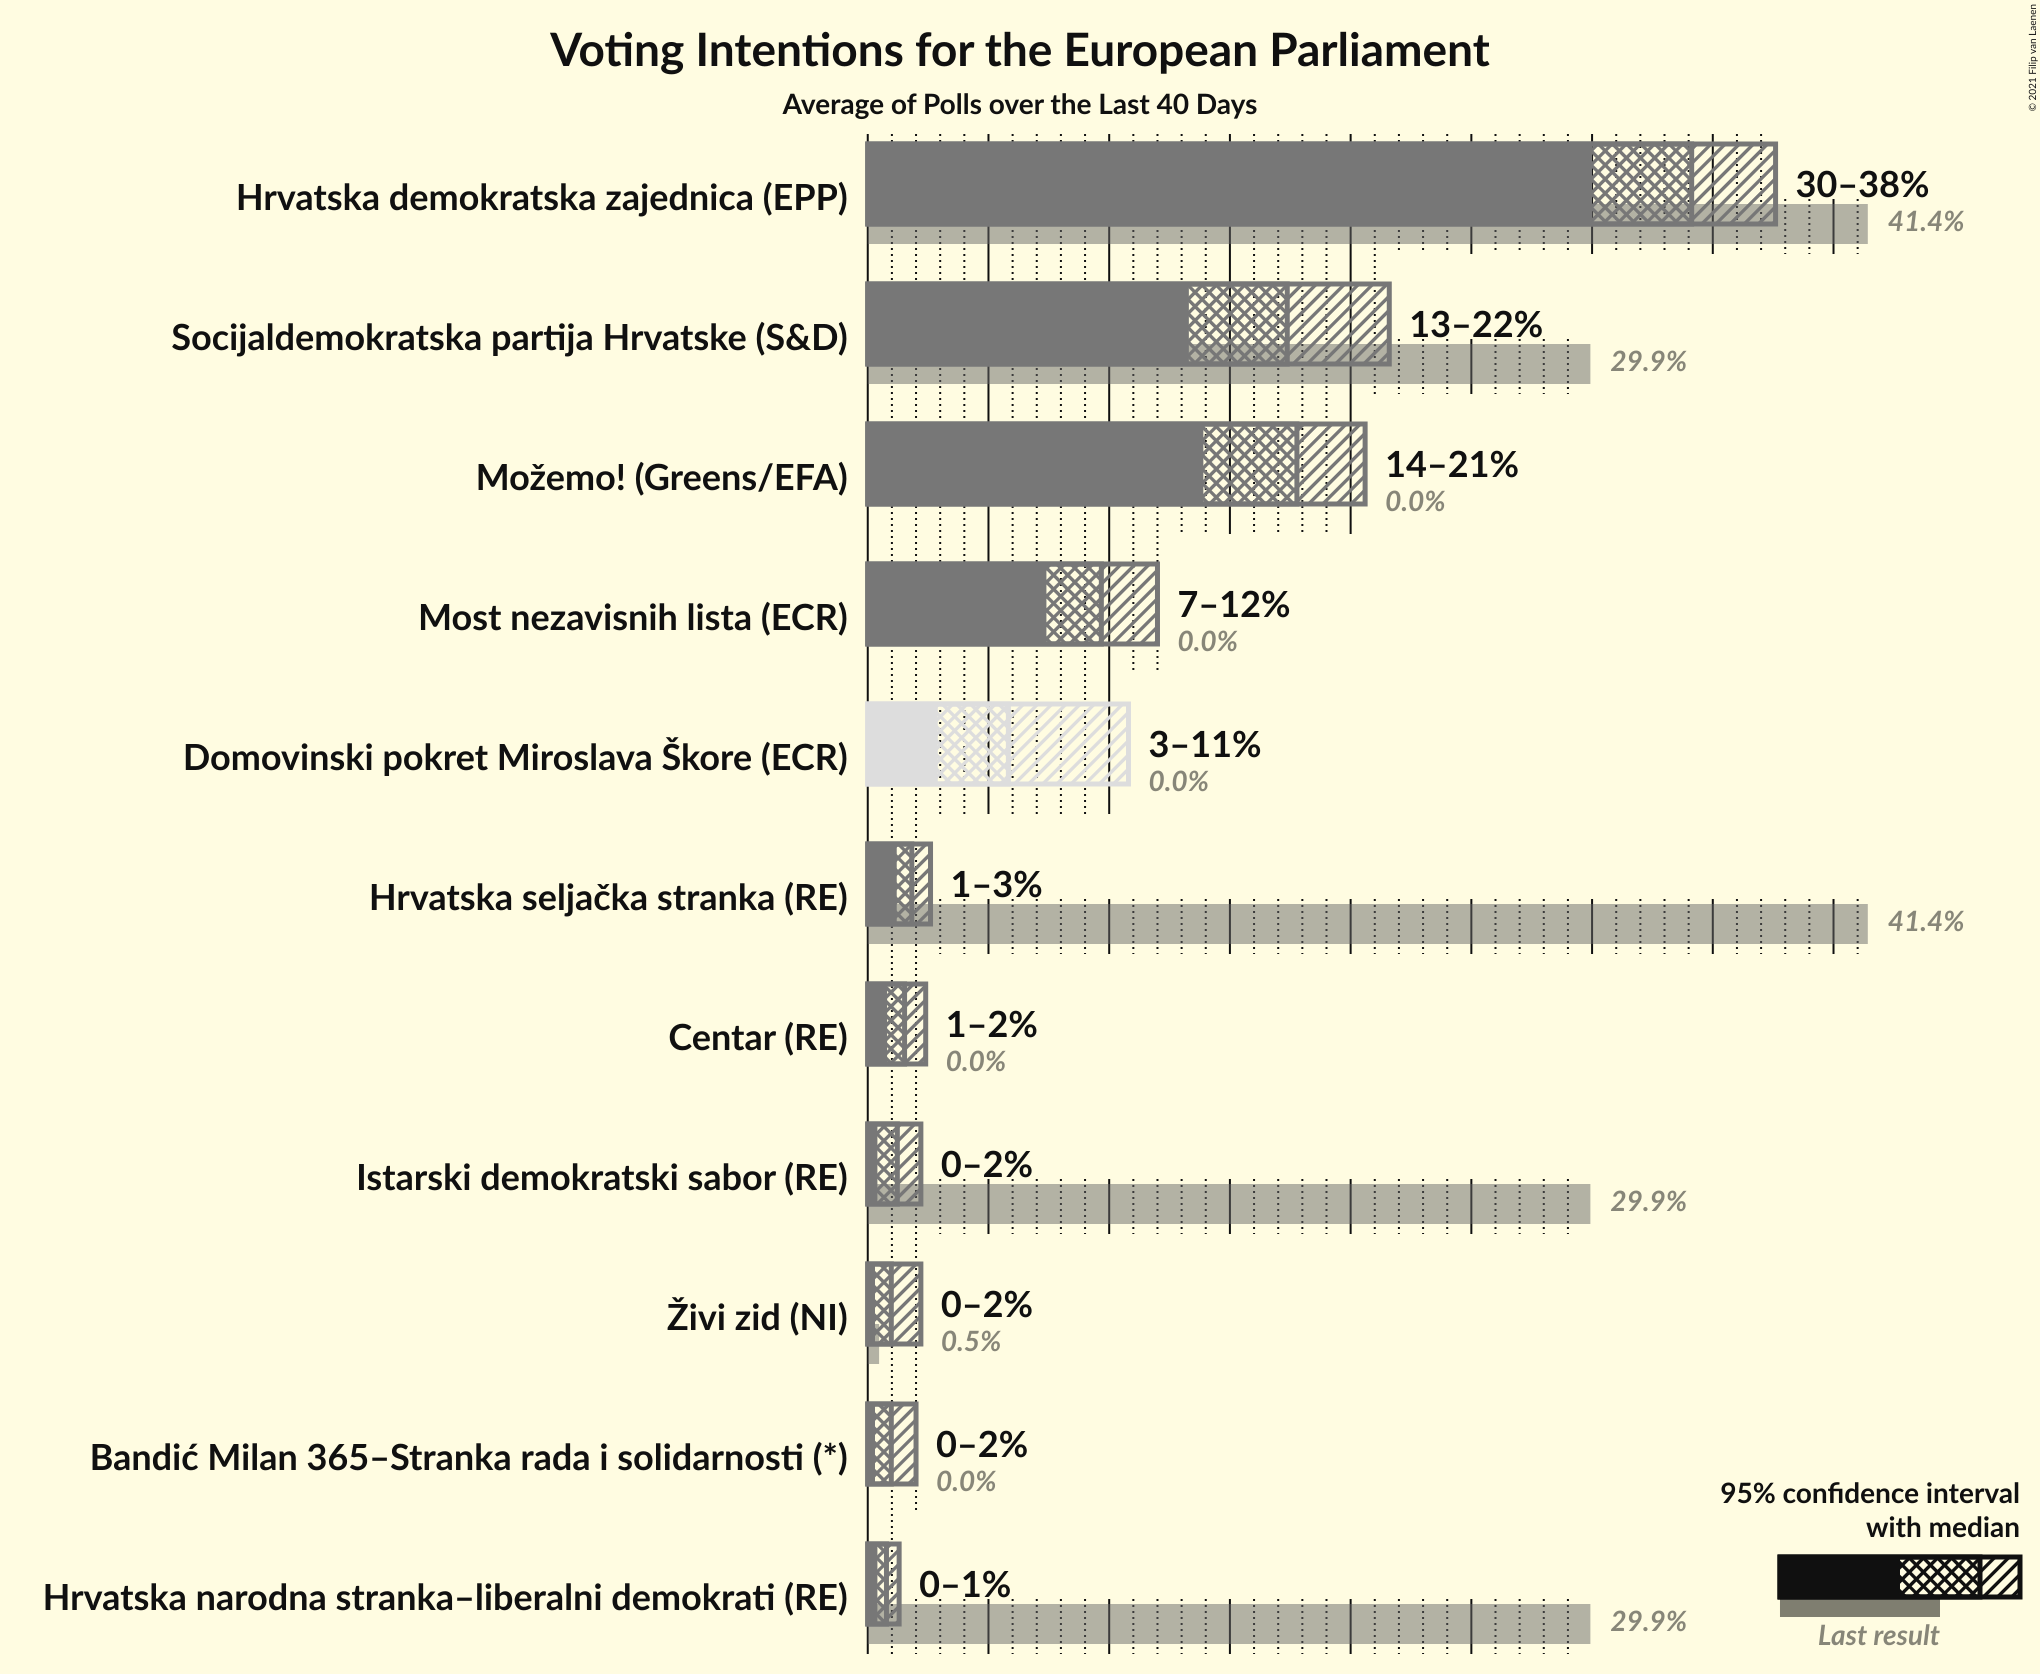 Voting Intentions for the European Parliament
Average of Polls over the Last 40 Days
© 2021 Filip van Laenen
Hrvatska demokratska zajednica (EPP)
30–38%
41.4%
Socijaldemokratska partija Hrvatske (S&D)
13–22%
29.9%
Možemo! (Greens/EFA)
14–21%
0.0%
Most nezavisnih lista (ECR)
7–12%
0.0%
Domovinski pokret Miroslava Škore (ECR)
3–11%
0.0%
Hrvatska seljačka stranka (RE)
1–3%
41.4%
Centar (RE)
1–2%
0.0%
Istarski demokratski sabor (RE)
0–2%
29.9%
Živi zid (NI)
0–2%
0.5%
Bandić Milan 365–Stranka rada i solidarnosti (*)
0–2%
0.0%
Hrvatska narodna stranka–liberalni demokrati (RE)
0–1%
29.9%
95% confidence interval
with median
Last result